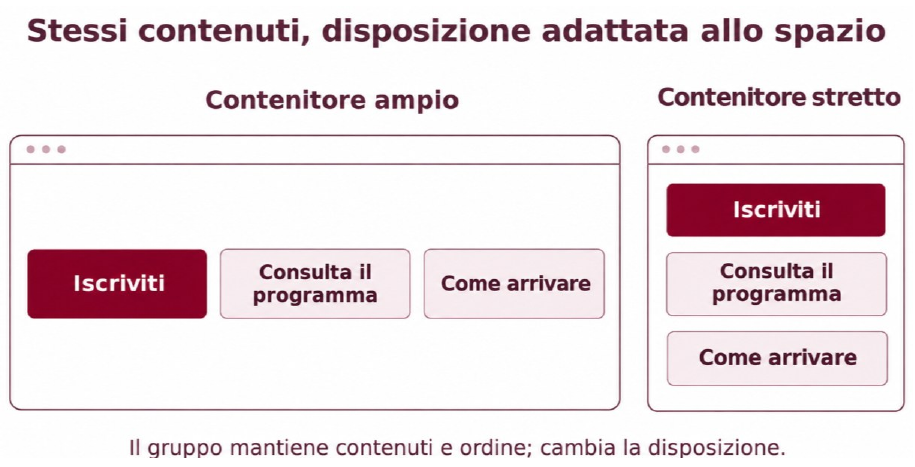 Stessi contenuti, disposizione adattata allo spazio
Contenitore ampio
Iscriviti
Consulta il
programma
Come arrivare
Contenitore stretto
Iscriviti
Consulta il
programma
Come arrivare
Il gruppo mantiene contenuti e ordine; cambia la disposizione.